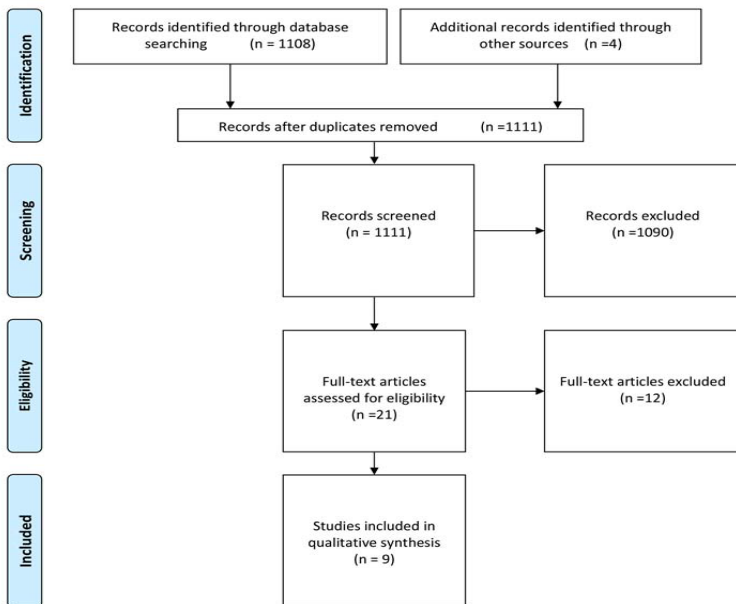 Identification
Records identified through database
searching (n = 1108)
Additional records identified through
other sources (n =4)
Records after duplicates removed (n =1111)
Screening
Records screened
(n = 1111)
Records excluded
(n =1090)
Eligibility
Full-text articles
assessed for eligibility
(n =21)
Full-text articles excluded
(n =12)
Included
Studies included in
qualitative synthesis
(n = 9)